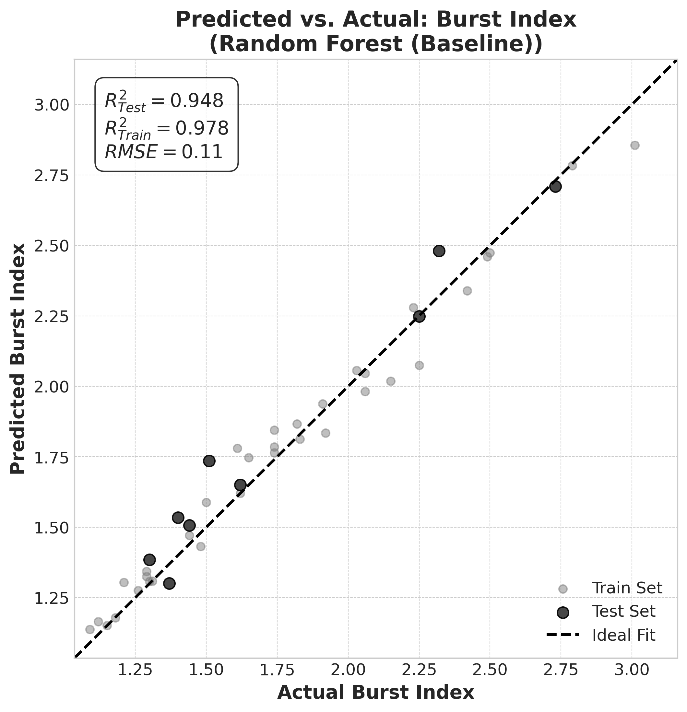 Predicted vs. Actual: Burst Index
(Random Forest (Baseline))
R²_Test = 0.948
R²_Train = 0.978
RMSE = 0.11
Predicted Burst Index
3.00
2.75
2.50
2.25
2.00
1.75
1.50
1.25
Train Set
Test Set
Ideal Fit
1.25 1.50 1.75 2.00 2.25 2.50 2.75 3.00
Actual Burst Index